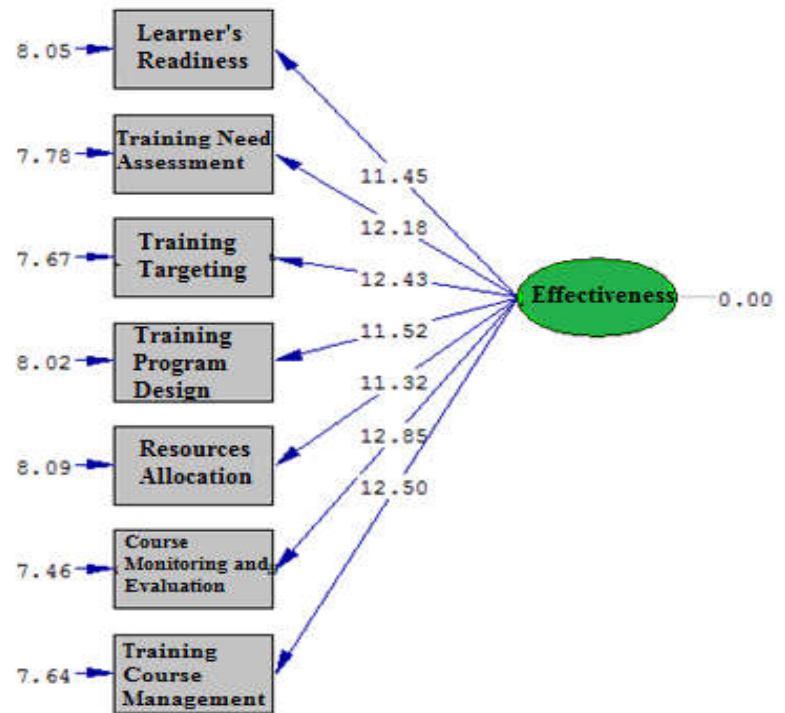 Learner's
8.05 Readiness
11.45
Training Need
7.78 Assessment
12.18
Training
7.67 Targeting
12.43
Effectiveness 0.00
11.52
Training
8.02 Program
Design
11.32
Resources
8.09 Allocation
12.85
12.50
Course
Monitoring and
7.46 Evaluation
Training
7.64 Course
Management